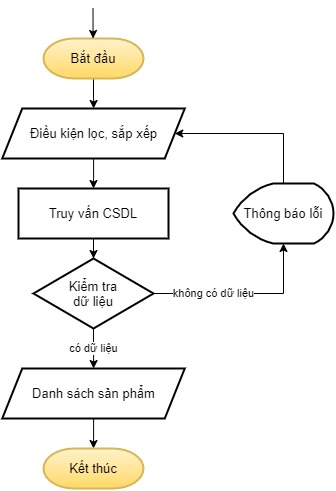 Bắt đầu
Điều kiện lọc, sắp xếp
Truy vấn CSDL
Thông báo lỗi
Kiểm tra
dữ liệu
không có dữ liệu
có dữ liệu
Danh sách sản phẩm
Kết thúc